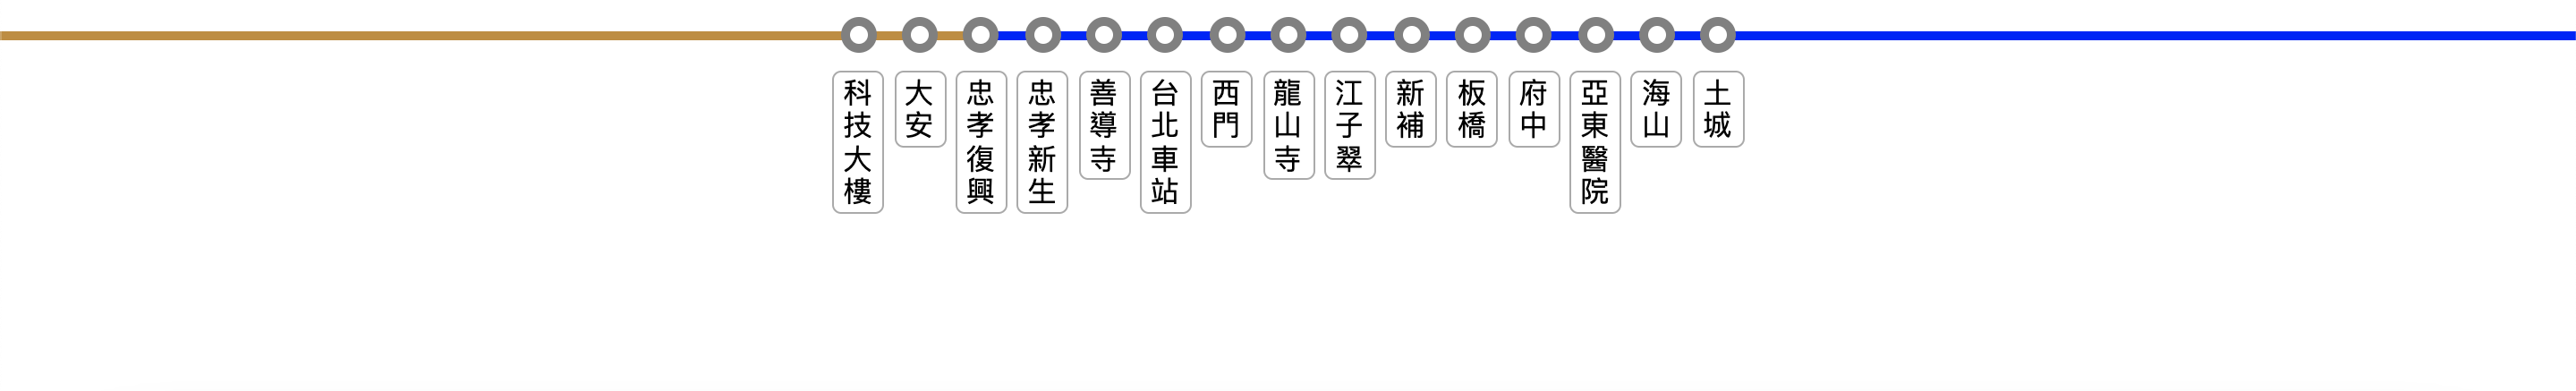 科技大樓
大安
忠孝復興
忠孝新生
善導寺
台北車站
西門
龍山寺
江子翠
新補
板橋
府中
亞東醫院
海山
土城